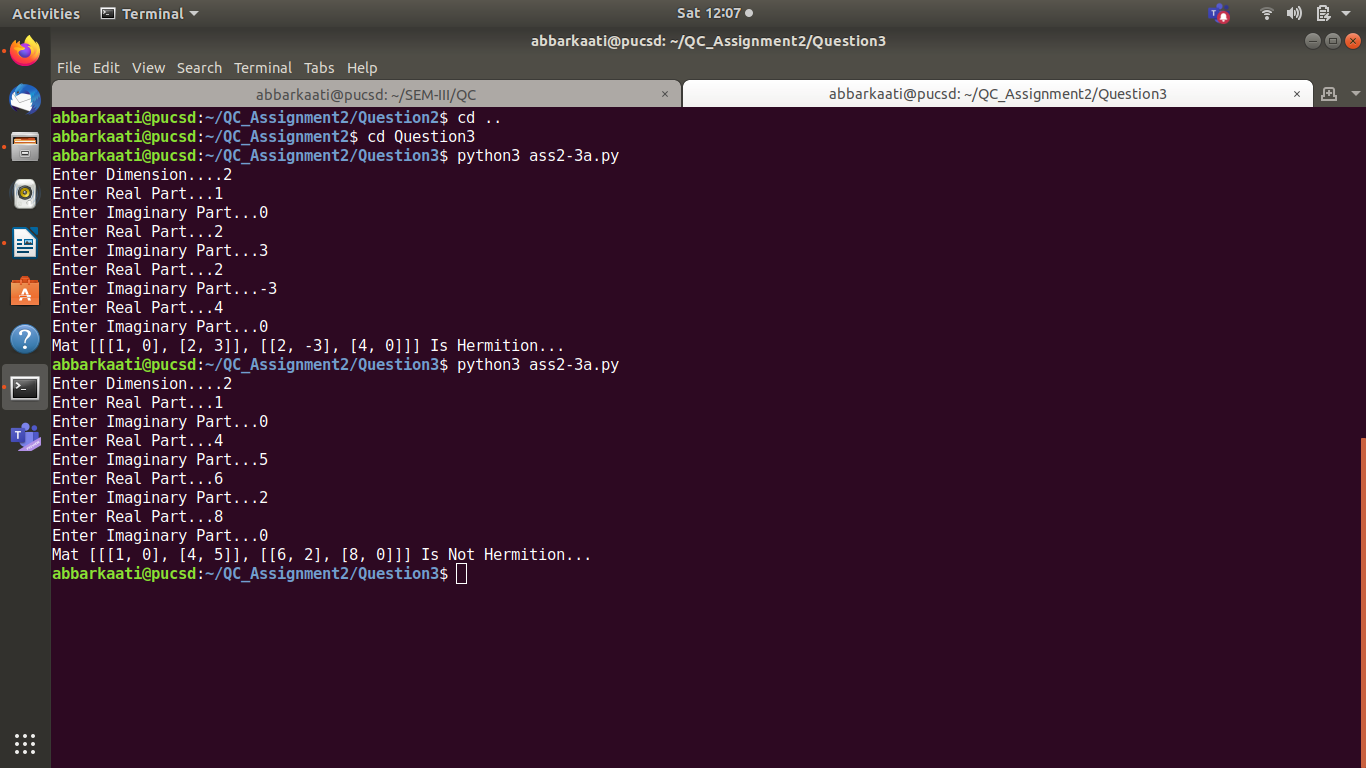 Activities Terminal Sat 12:07
abbarkaati@pucsd: ~/QC_Assignment2/Question3
File Edit View Search Terminal Tabs Help
abbarkaati@pucsd: ~/SEM-III/QC × abbarkaati@pucsd: ~/QC_Assignment2/Question3 ×
abbarkaati@pucsd:~/QC_Assignment2/Question2$ cd ..
abbarkaati@pucsd:~/QC_Assignment2$ cd Question3
abbarkaati@pucsd:~/QC_Assignment2/Question3$ python3 ass2-3a.py
Enter Dimension....2
Enter Real Part...1
Enter Imaginary Part...0
Enter Real Part...2
Enter Imaginary Part...3
Enter Real Part...2
Enter Imaginary Part...-3
Enter Real Part...4
Enter Imaginary Part...0
Mat [[[1, 0], [2, 3]], [[2, -3], [4, 0]]] Is Hermition...
abbarkaati@pucsd:~/QC_Assignment2/Question3$ python3 ass2-3a.py
Enter Dimension....2
Enter Real Part...1
Enter Imaginary Part...0
Enter Real Part...4
Enter Imaginary Part...5
Enter Real Part...6
Enter Imaginary Part...2
Enter Real Part...8
Enter Imaginary Part...0
Mat [[[1, 0], [4, 5]], [[6, 2], [8, 0]]] Is Not Hermition...
abbarkaati@pucsd:~/QC_Assignment2/Question3$